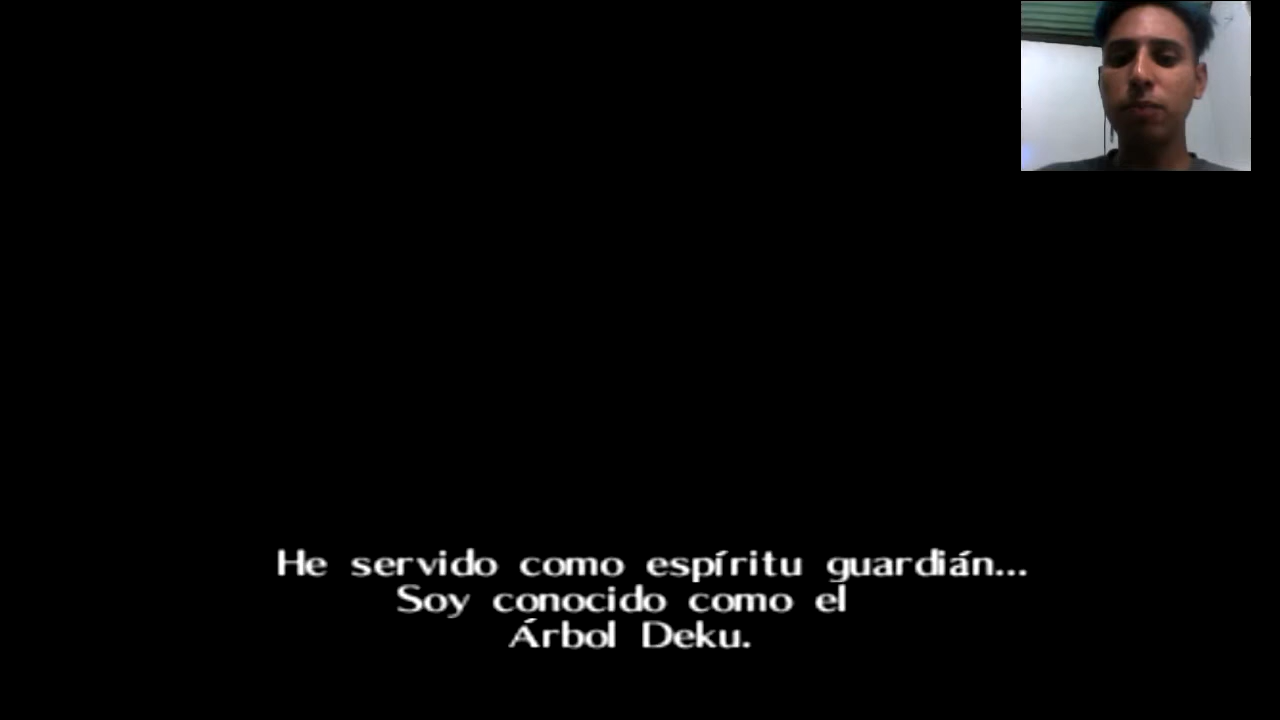 He servido como espíritu guardián...
Soy conocido como el
Árbol Deku.